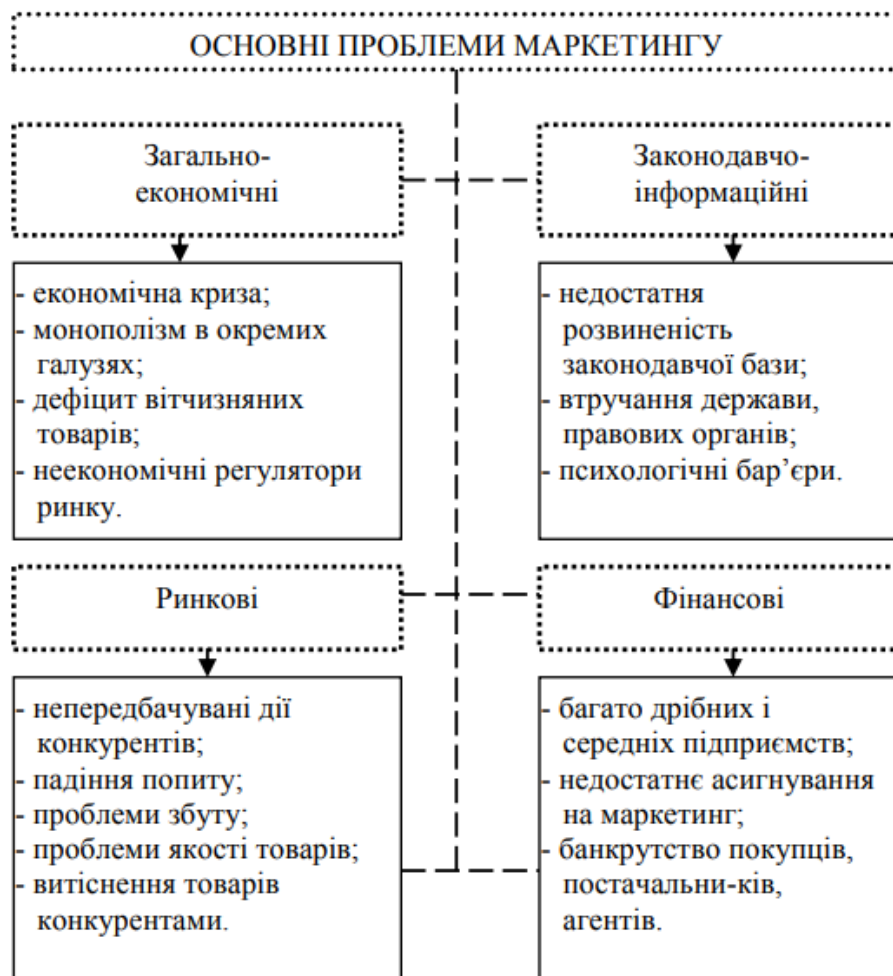 ОСНОВНІ ПРОБЛЕМИ МАРКЕТИНГУ
Загально-
економічні
Законодавчо-
інформаційні
- економічна криза;
- монополізм в окремих
галузях;
- дефіцит вітчизняних
товарів;
- неекономічні регулятори
ринку.
- недостатня
розвиненість
законодавчої бази;
- втручання держави,
правових органів;
- психологічні бар’єри.
Ринкові
Фінансові
- непередбачувані дії
конкурентів;
- падіння попиту;
- проблеми збуту;
- проблеми якості товарів;
- витіснення товарів
конкурентами.
- багато дрібних і
середніх підприємств;
- недостатнє асигнування
на маркетинг;
- банкрутство покупців,
постачальни-ків,
агентів.